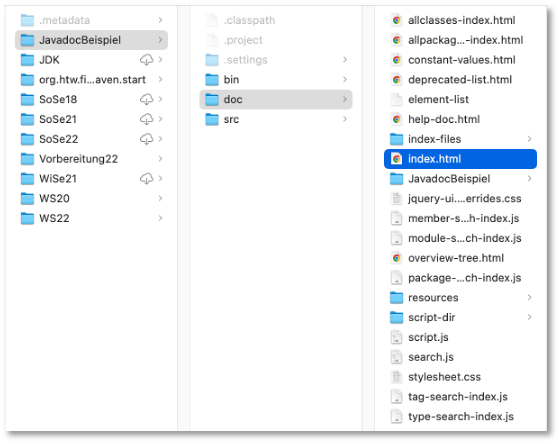 .metadata
JavadocBeispiel
JDK
org.htw.fi...aven.start
SoSe18
SoSe21
SoSe22
Vorbereitung22
WiSe21
WS20
WS22
.classpath
.project
.settings
bin
doc
src
allclasses-index.html
allpackag...-index.html
constant-values.html
deprecated-list.html
element-list
help-doc.html
index-files
index.html
JavadocBeispiel
jquery-ui....errides.css
member-s...h-index.js
module-s...ch-index.js
overview-tree.html
package-...ch-index.js
resources
script-dir
script.js
search.js
stylesheet.css
tag-search-index.js
type-search-index.js